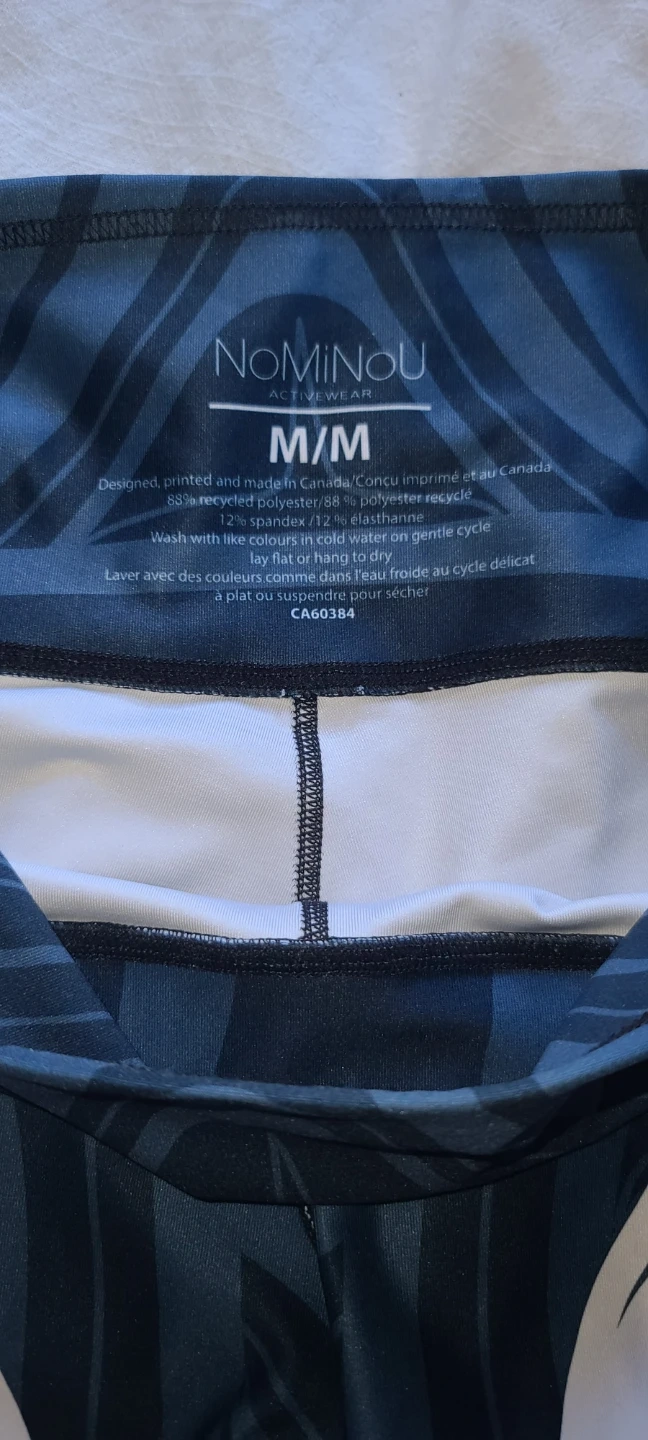 NoMiNoU
ACTIVEWEAR
M/M
Designed, printed and made in Canada/Conçu imprimé et au Canada
88% recycled polyester/88 % polyester recyclé
12% spandex /12 % élasthanne
Wash with like colours in cold water on gentle cycle
lay flat or hang to dry
Laver avec des couleurs comme dans l'eau froide au cycle délicat
à plat ou suspendre pour sécher
CA60384